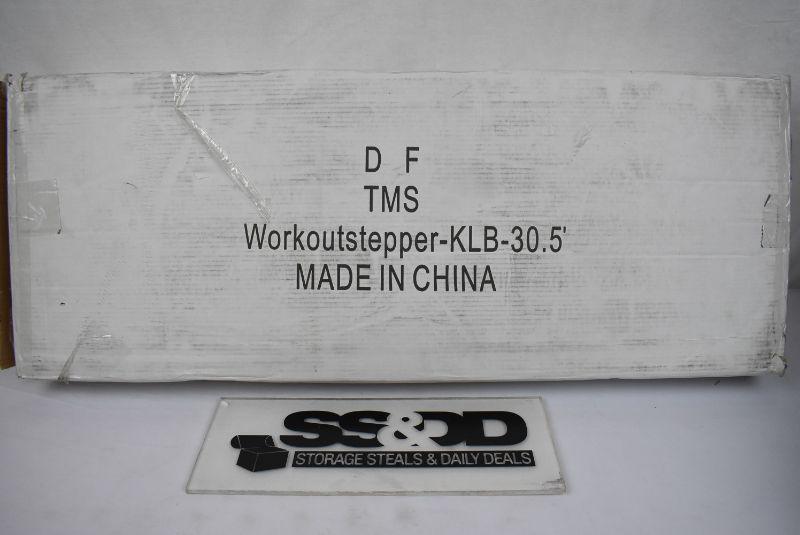 D F
TMS
Workoutstepper-KLB-30.5'
MADE IN CHINA
SS&DD
STORAGE STEALS & DAILY DEALS